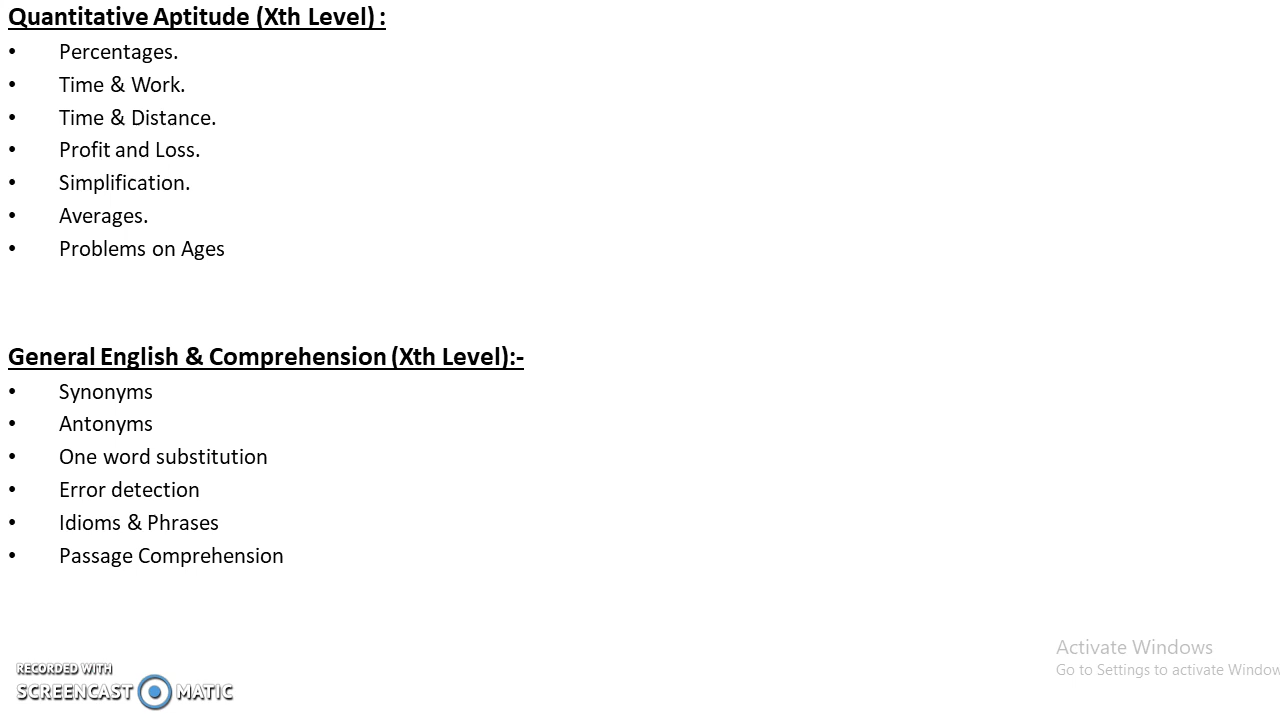 Quantitative Aptitude (Xth Level) :
• Percentages.
• Time & Work.
• Time & Distance.
• Profit and Loss.
• Simplification.
• Averages.
• Problems on Ages
General English & Comprehension (Xth Level):-
• Synonyms
• Antonyms
• One word substitution
• Error detection
• Idioms & Phrases
• Passage Comprehension
Activate Windows
Go to Settings to activate Window
RECORDED WITH
SCREENCAST MATIC